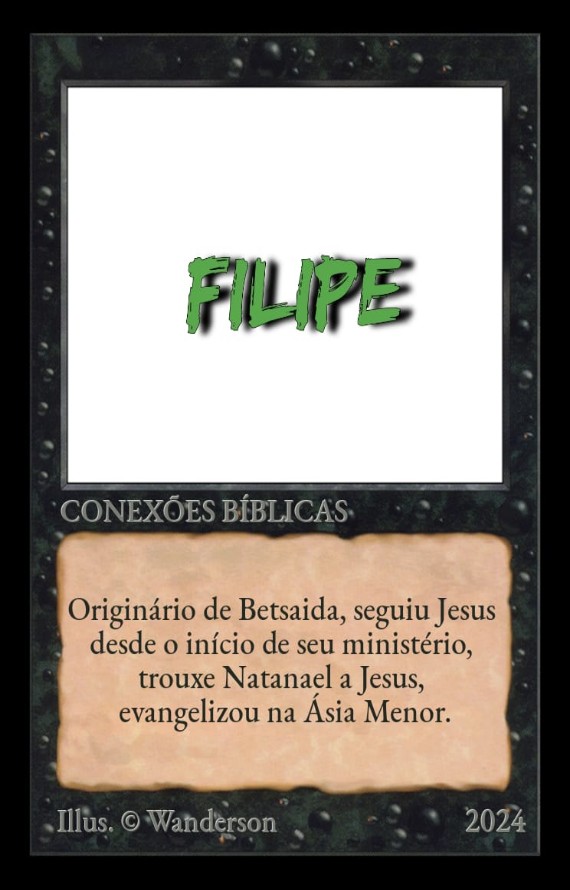 FILIPE
CONEXÕES BÍBLICAS
Originário de Betsaida, seguiu Jesus
desde o início de seu ministério,
trouxe Natanael a Jesus,
evangelizou na Ásia Menor.
Illus. © Wanderson 2024